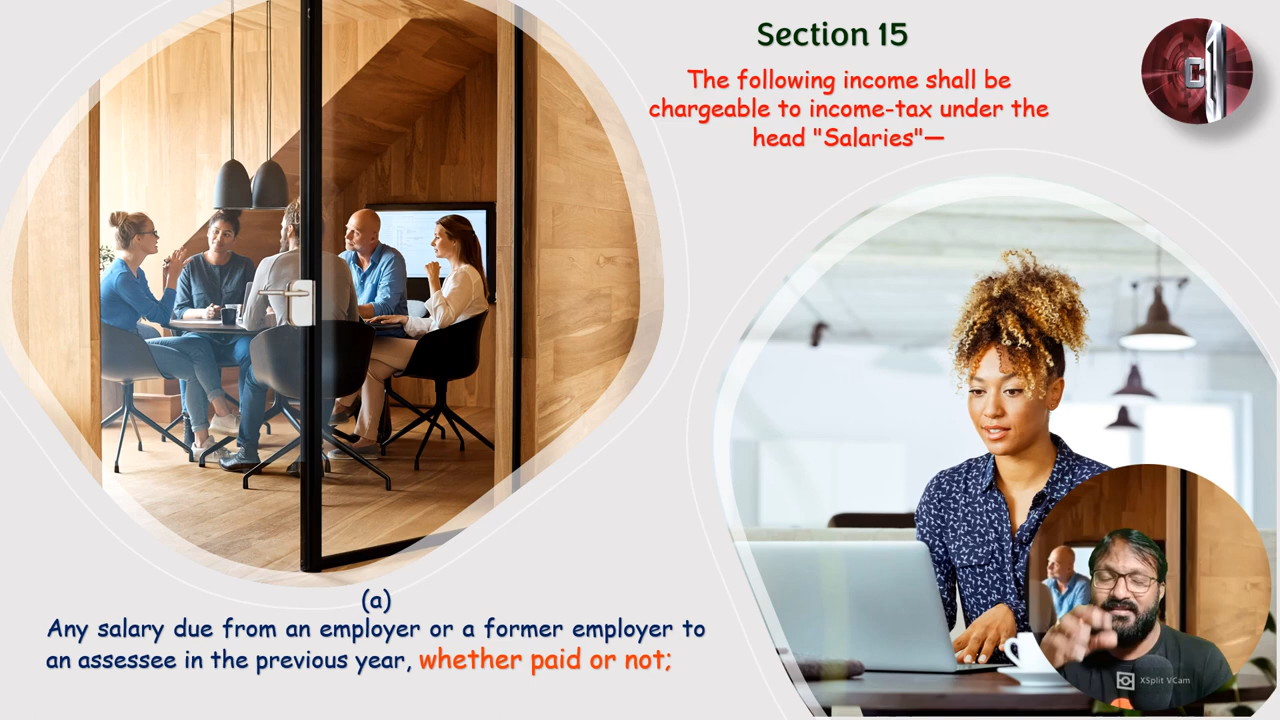 Section 15
The following income shall be
chargeable to income-tax under the
head "Salaries"—
(a)
Any salary due from an employer or a former employer to
an assessee in the previous year, whether paid or not;
XSplit VCam